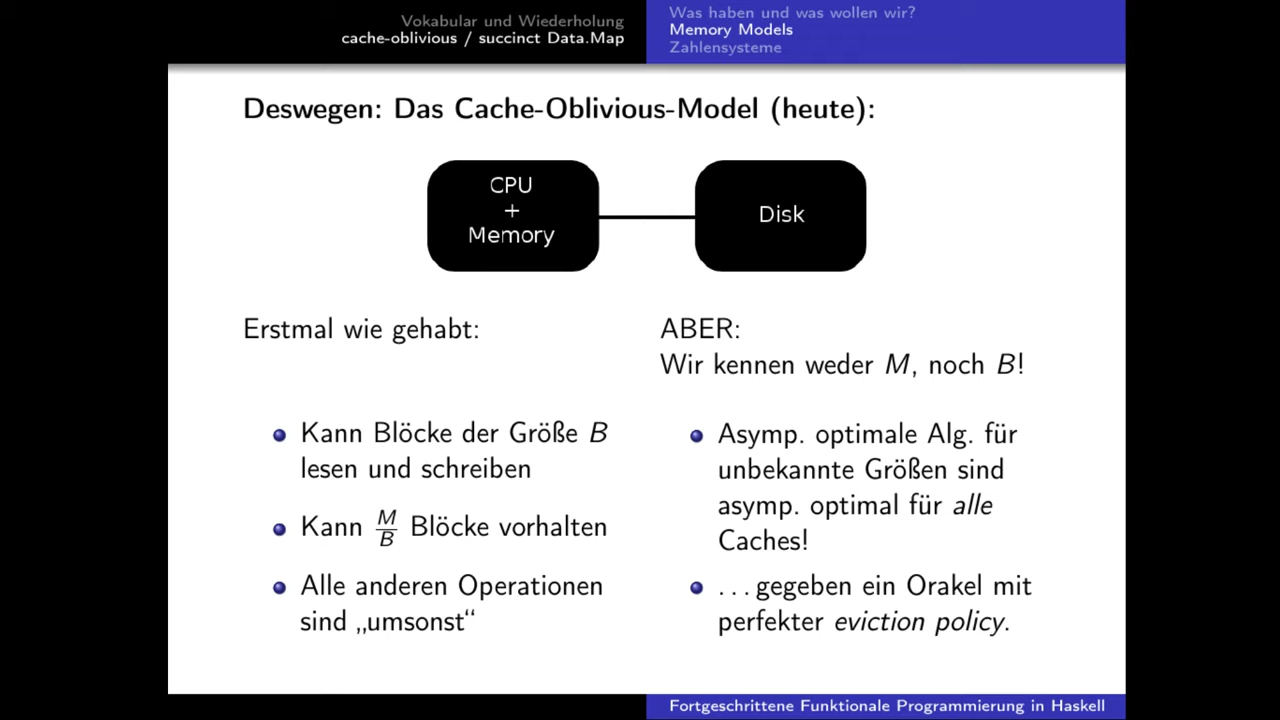 Vokabular und Wiederholung
cache-oblivious / succinct Data.Map
Was haben und was wollen wir?
Memory Models
Zahlensysteme
Deswegen: Das Cache-Oblivious-Model (heute):
CPU
+
Memory
Disk
Erstmal wie gehabt:
Kann Blöcke der Größe B
lesen und schreiben
Kann M/B Blöcke vorhalten
Alle anderen Operationen
sind „umsonst“
ABER:
Wir kennen weder M, noch B!
Asymp. optimale Alg. für
unbekannte Größen sind
asymp. optimal für alle
Caches!
...gegeben ein Orakel mit
perfekter eviction policy.
Fortgeschrittene Funktionale Programmierung in Haskell